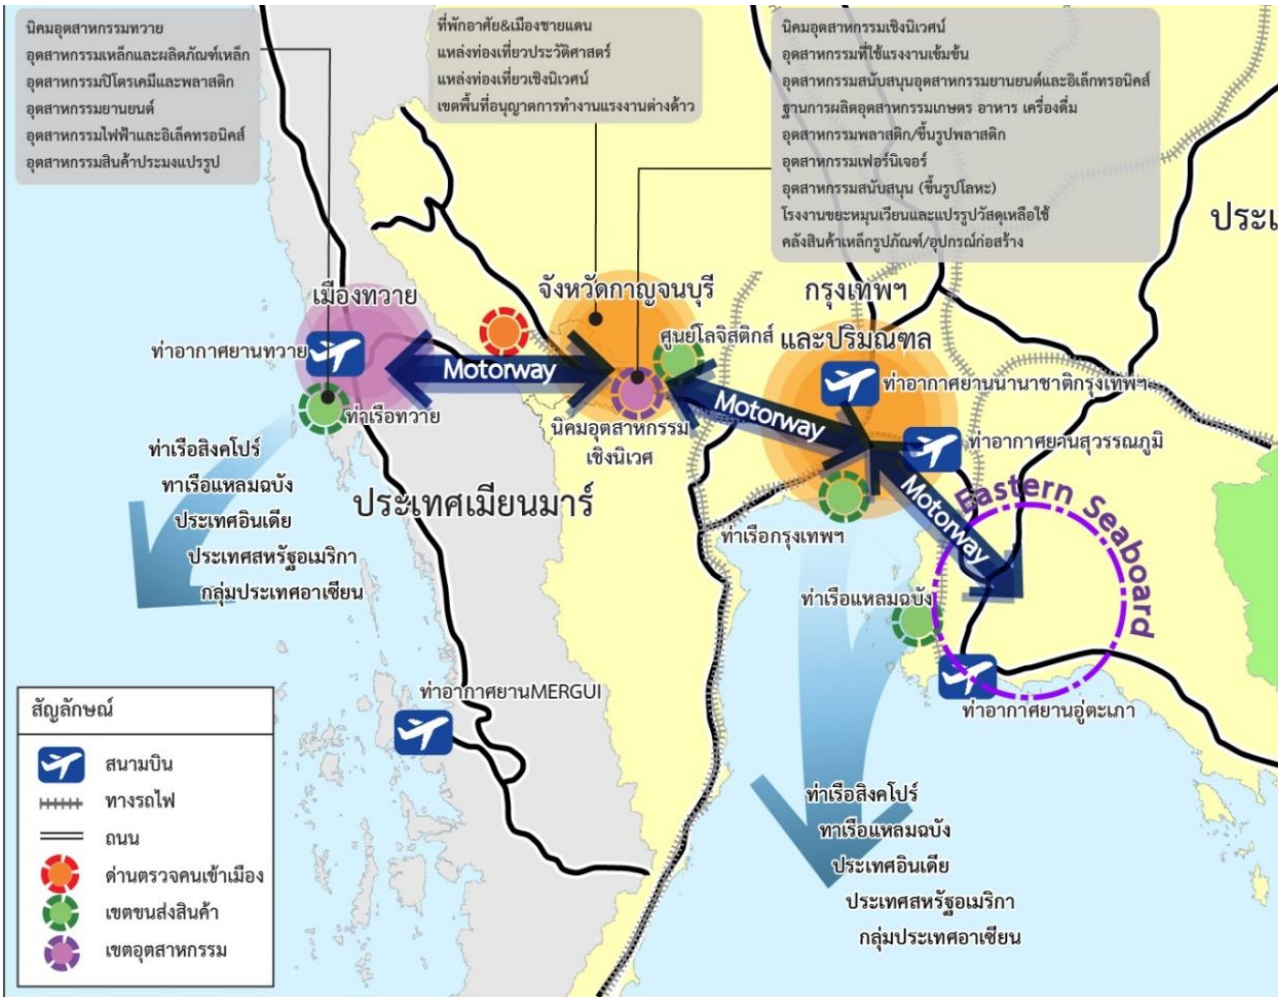 นิคมอุตสาหกรรมทวาย
อุตสาหกรรมเหล็กและผลิตภัณฑ์เหล็ก
อุตสาหกรรมปิโตรเคมีและพลาสติก
อุตสาหกรรมยานยนต์
อุตสาหกรรมไฟฟ้าและอิเล็คทรอนิคส์
อุตสาหกรรมสินค้าประมงแปรรูป
ที่พักอาศัย&เมืองชายแดน
แหล่งท่องเที่ยวประวัติศาสตร์
แหล่งท่องเที่ยวเชิงนิเวศน์
เขตพื้นที่อนุญาตการทำงานแรงงานต่างด้าว
นิคมอุตสาหกรรมเชิงนิเวศน์
อุตสาหกรรมที่ใช้แรงงานเข้มข้น
อุตสาหกรรมสนับสนุนอุตสาหกรรมยานยนต์และอิเล็กทรอนิคส์
ฐานการผลิตอุตสาหกรรมเกษตร อาหาร เครื่องดื่ม
อุตสาหกรรมพลาสติก/ขึ้นรูปพลาสติก
อุตสาหกรรมเฟอร์นิเจอร์
อุตสาหกรรมสนับสนุน (ขึ้นรูปโลหะ)
โรงงานขยะหมุนเวียนและแปรรูปวัสดุเหลือใช้
คลังสินค้าเหล็กรูปภัณฑ์/อุปกรณ์ก่อสร้าง
เมืองทวาย
จังหวัดกาญจนบุรี
กรุงเทพฯ
และปริมณฑล
ท่าอากาศยานทวาย
ท่าเรือทวาย
Motorway
ศูนย์โลจิสติกส์
นิคมอุตสาหกรรม
เชิงนิเวศ
Motorway
ท่าอากาศยานนานาชาติกรุงเทพฯ
ท่าอากาศยานสุวรรณภูมิ
Motorway
Eastern Seaboard
ท่าเรือกรุงเทพฯ
ท่าเรือแหลมฉบัง
ท่าอากาศยานอู่ตะเภา
ประเทศเมียนมาร์
ท่าเรือสิงคโปร์
ทาเรือแหลมฉบัง
ประเทศอินเดีย
ประเทศสหรัฐอเมริกา
กลุ่มประเทศอาเซียน
ท่าอากาศยานMERGUI
ท่าเรือสิงคโปร์
ทาเรือแหลมฉบัง
ประเทศอินเดีย
ประเทศสหรัฐอเมริกา
กลุ่มประเทศอาเซียน
สัญลักษณ์
สนามบิน
ทางรถไฟ
ถนน
ด่านตรวจคนเข้าเมือง
เขตขนส่งสินค้า
เขตอุตสาหกรรม